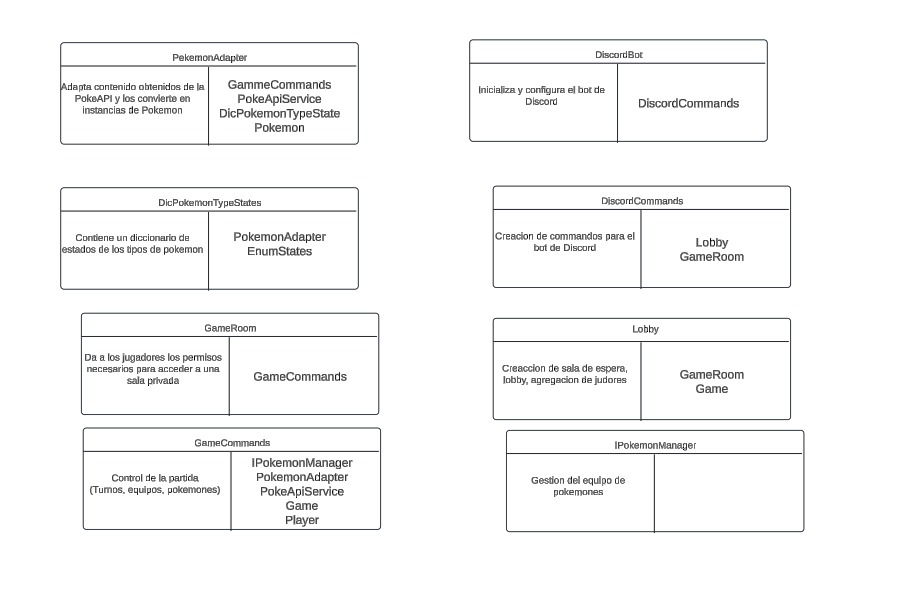 PekemonAdapter
Adapta contenido obtenidos de la
PokeAPI y los convierte en
instancias de Pokemon
GammeCommands
PokeApiService
DicPokemonTypeState
Pokemon
DiscordBot
Inicializa y configura el bot de
Discord
DiscordCommands
DicPokemonTypeStates
Contiene un diccionario de
estados de los tipos de pokemon
PokemonAdapter
EnumStates
DiscordCommands
Creacion de commandos para el
bot de Discord
Lobby
GameRoom
GameRoom
Da a los jugadores los permisos
necesarios para acceder a una
sala privada
GameCommands
Lobby
Creaccion de sala de espera,
lobby, agregacion de judores
GameRoom
Game
GameCommands
Control de la partida
(Turnos, equipos, pokemones)
IPokemonManager
PokemonAdapter
PokeApiService
Game
Player
IPokemonManager
Gestion del equipo de
pokemones